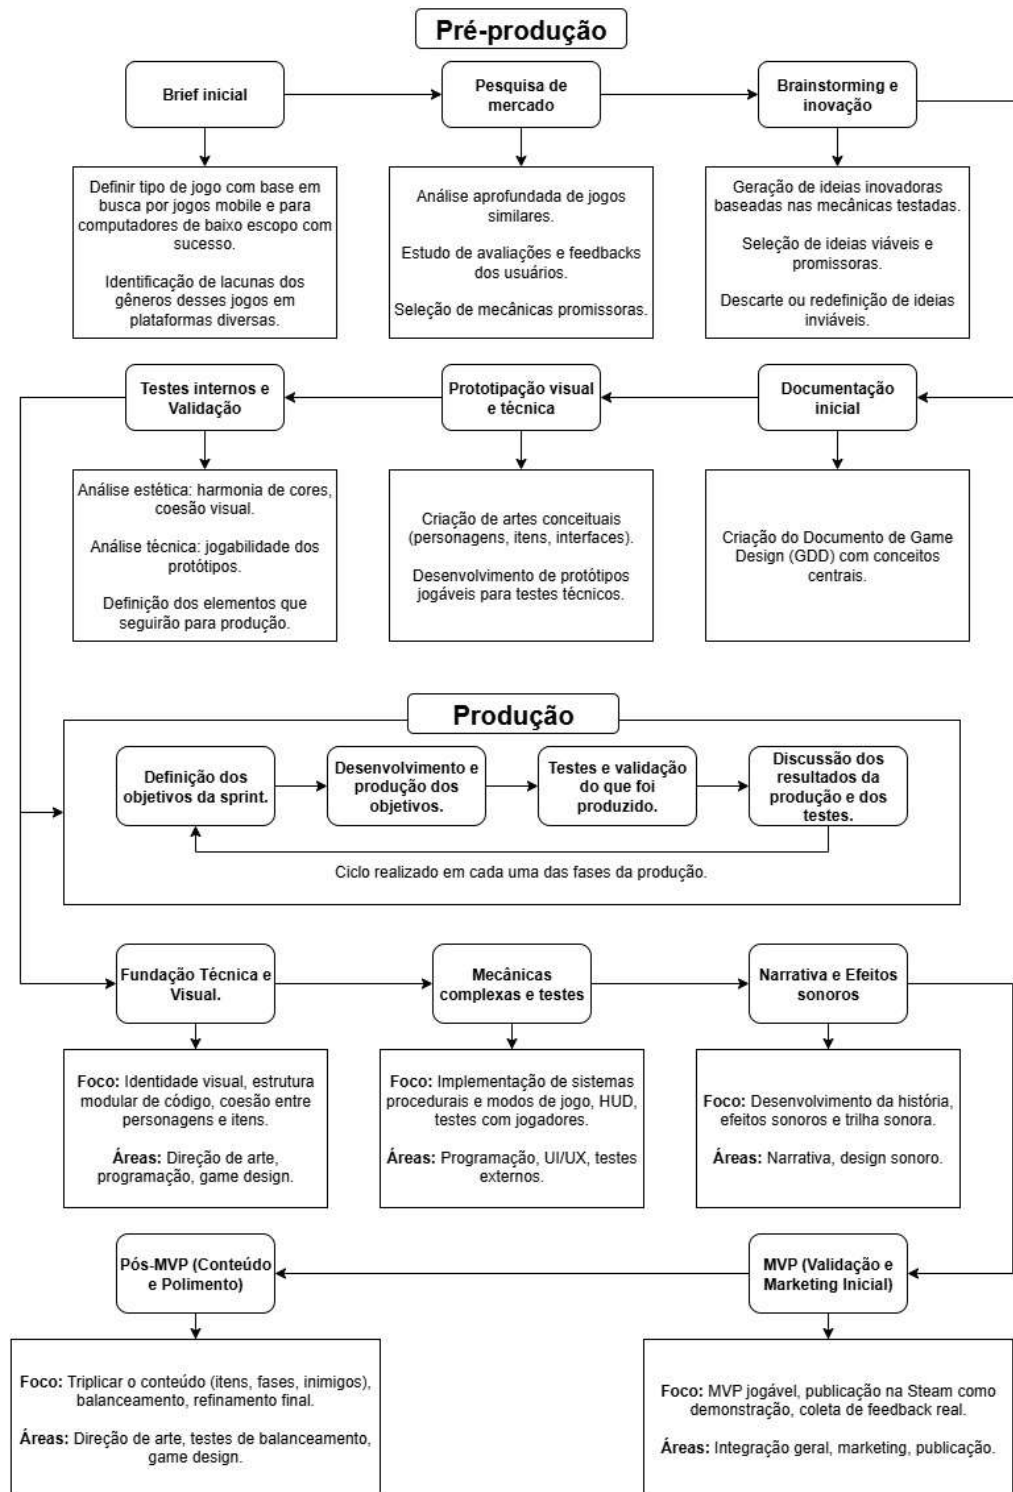 Pré-produção
Brief inicial
Pesquisa de
mercado
Brainstorming e
inovação
Definir tipo de jogo com base em
busca por jogos mobile e para
computadores de baixo escopo com
sucesso.
Identificação de lacunas dos
gêneros desses jogos em
plataformas diversas.
Análise aprofundada de jogos
similares.
Estudo de avaliações e feedbacks
dos usuários.
Seleção de mecânicas promissoras.
Geração de ideias inovadoras
baseadas nas mecânicas testadas.
Seleção de ideias viáveis e
promissoras.
Descarte ou redefinição de ideias
inviáveis.
Testes internos e
Validação
Prototipação visual
e técnica
Documentação
inicial
Análise estética: harmonia de cores,
coesão visual.
Análise técnica: jogabilidade dos
protótipos.
Definição dos elementos que
seguirão para produção.
Criação de artes conceituais
(personagens, itens, interfaces).
Desenvolvimento de protótipos
jogáveis para testes técnicos.
Criação do Documento de Game
Design (GDD) com conceitos
centrais.
Produção
Definição dos
objetivos da sprint.
Desenvolvimento e
produção dos
objetivos.
Testes e validação
do que foi
produzido.
Discussão dos
resultados da
produção e dos
testes.
Ciclo realizado em cada uma das fases da produção.
Fundação Técnica e
Visual.
Mecânicas
complexas e testes
Narrativa e Efeitos
sonoros
Foco: Identidade visual, estrutura
modular de código, coesão entre
personagens e itens.
Áreas: Direção de arte,
programação, game design.
Foco: Implementação de sistemas
procedurais e modos de jogo, HUD,
testes com jogadores.
Áreas: Programação, UI/UX, testes
externos.
Foco: Desenvolvimento da história,
efeitos sonoros e trilha sonora.
Áreas: Narrativa, design sonoro.
Pós-MVP (Conteúdo
e Polimento)
MVP (Validação e
Marketing Inicial)
Foco: Triplicar o conteúdo (itens, fases, inimigos),
balanceamento, refinamento final.
Áreas: Direção de arte, testes de balanceamento,
game design.
Foco: MVP jogável, publicação na Steam como
demonstração, coleta de feedback real.
Áreas: Integração geral, marketing, publicação.